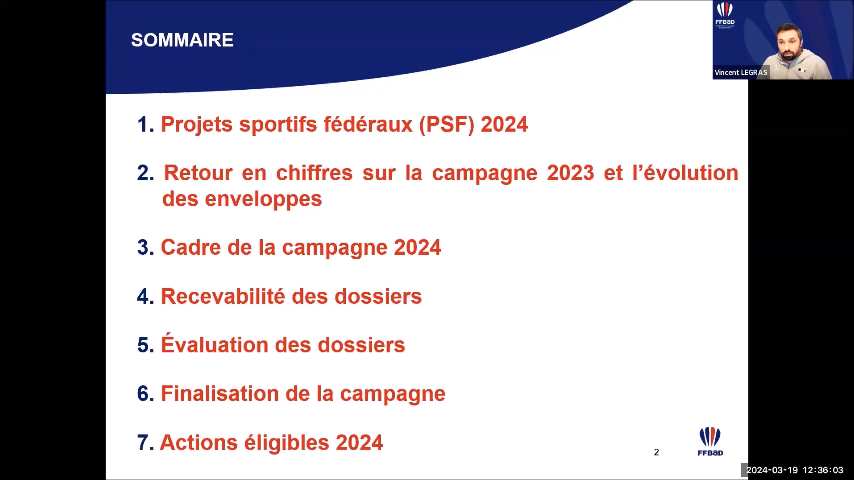 SOMMAIRE
FFBaD
Vincent LEGRAS
1. Projets sportifs fédéraux (PSF) 2024
2. Retour en chiffres sur la campagne 2023 et l'évolution
des enveloppes
3. Cadre de la campagne 2024
4. Recevabilité des dossiers
5. Évaluation des dossiers
6. Finalisation de la campagne
7. Actions éligibles 2024
2
FFBaD
2024-03-19 12:36:03